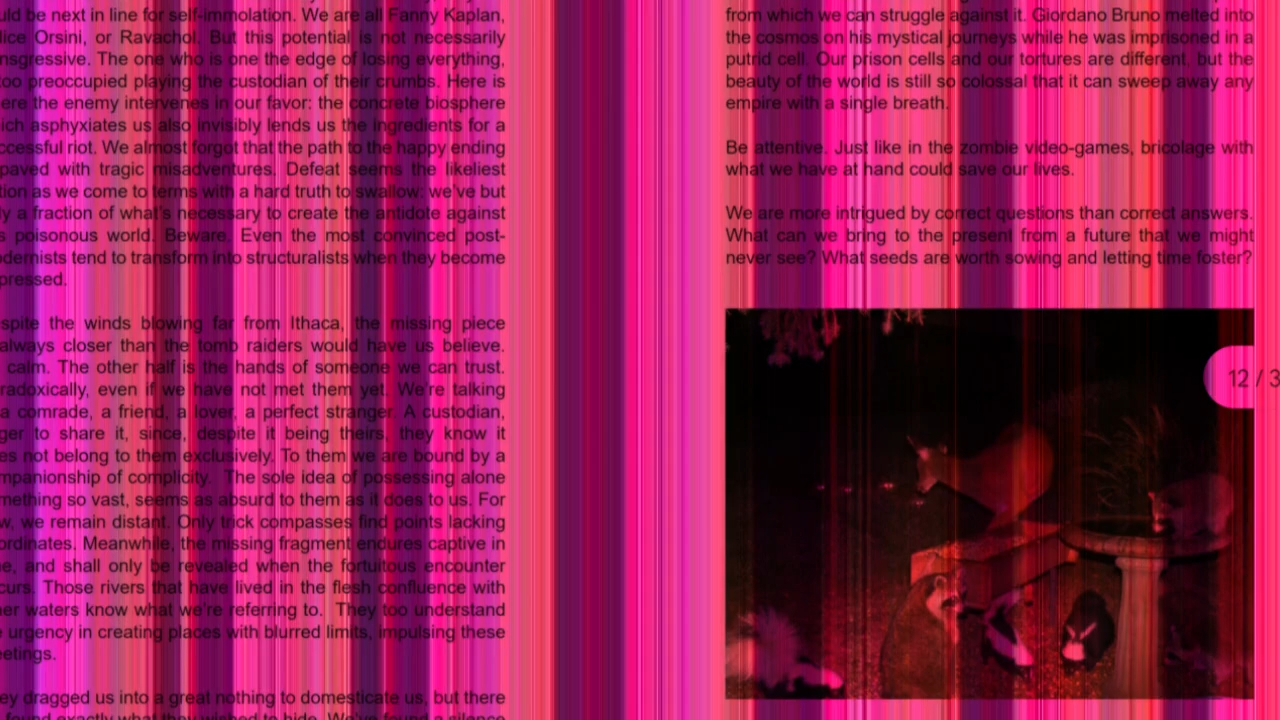 uld be next in line for self-immolation. We are all Fanny Kaplan,
lice Orsini, or Ravachol. But this potential is not necessarily
nsgressive. The one who is one the edge of losing everything,
too preoccupied playing the custodian of their crumbs. Here is
ere the enemy intervenes in our favor: the concrete biosphere
ich asphyxiates us also invisibly lends us the ingredients for a
ccessful riot. We almost forgot that the path to the happy ending
paved with tragic misadventures. Defeat seems the likeliest
tion as we come to terms with a hard truth to swallow: we've but
ly a fraction of what's necessary to create the antidote against
s poisonous world. Beware. Even the most convinced post-
odernists tend to transform into structuralists when they become
pressed.
spite the winds blowing far from Ithaca, the missing piece
always closer than the tomb raiders would have us believe.
calm. The other half is the hands of someone we can trust.
radoxically, even if we have not met them yet. We're talking
a comrade, a friend, a lover, a perfect stranger. A custodian,
ger to share it, since, despite it being theirs, they know it
es not belong to them exclusively. To them we are bound by a
mpanionship of complicity. The sole idea of possessing alone
mething so vast, seems as absurd to them as it does to us. For
w, we remain distant. Only trick compasses find points lacking
ordinates. Meanwhile, the missing fragment endures captive in
e, and shall only be revealed when the fortuitous encounter
curs. Those rivers that have lived in the flesh confluence with
her waters know what we're referring to. They too understand
e urgency in creating places with blurred limits, impulsing these
eetings.
ey dragged us into a great nothing to domesticate us, but there
found exactly what they wished to hide. We've found a silence
from which we can struggle against it. Giordano Bruno melted into
the cosmos on his mystical journeys while he was imprisoned in a
putrid cell. Our prison cells and our tortures are different, but the
beauty of the world is still so colossal that it can sweep away any
empire with a single breath.
Be attentive. Just like in the zombie video-games, bricolage with
what we have at hand could save our lives.
We are more intrigued by correct questions than correct answers.
What can we bring to the present from a future that we might
never see? What seeds are worth sowing and letting time foster?
12 / 3